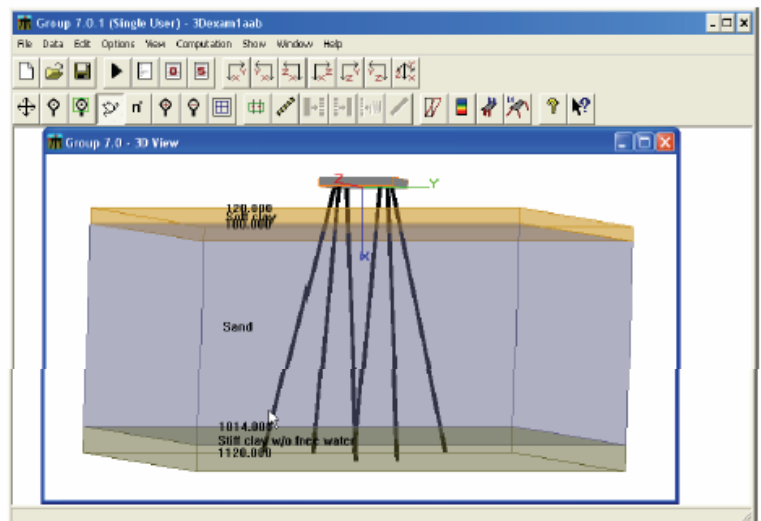 Group 7.0.1 (Single User) - 3Dexam1aab
File Data Edit Options View Computation Show Window Help
Group 7.0 - 3D View
Z
Y
120.000
Stiff clay
180.000
X
Sand
1014.000
Stiff clay w/o free water
1120.000